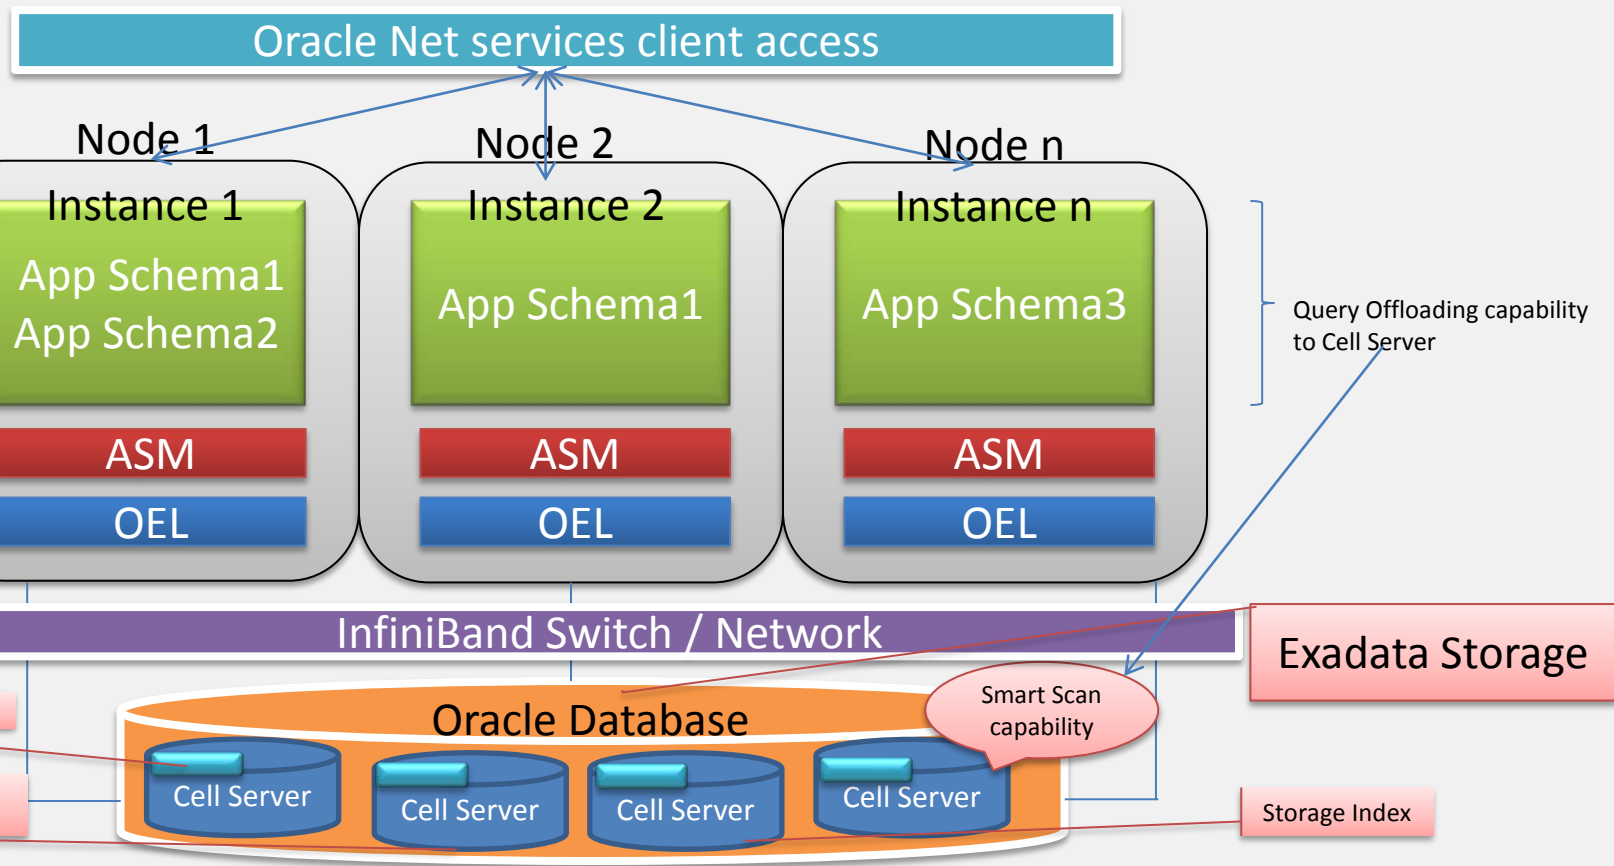 Oracle Net services client access
Node 1
Node 2
Node n
Instance 1
App Schema1
App Schema2
Instance 2
App Schema1
Instance n
App Schema3
Query Offloading capability
to Cell Server
ASM
ASM
ASM
OEL
OEL
OEL
InfiniBand Switch / Network
Exadata Storage
Smart Scan
capability
Oracle Database
Cell Server
Cell Server
Cell Server
Cell Server
Storage Index